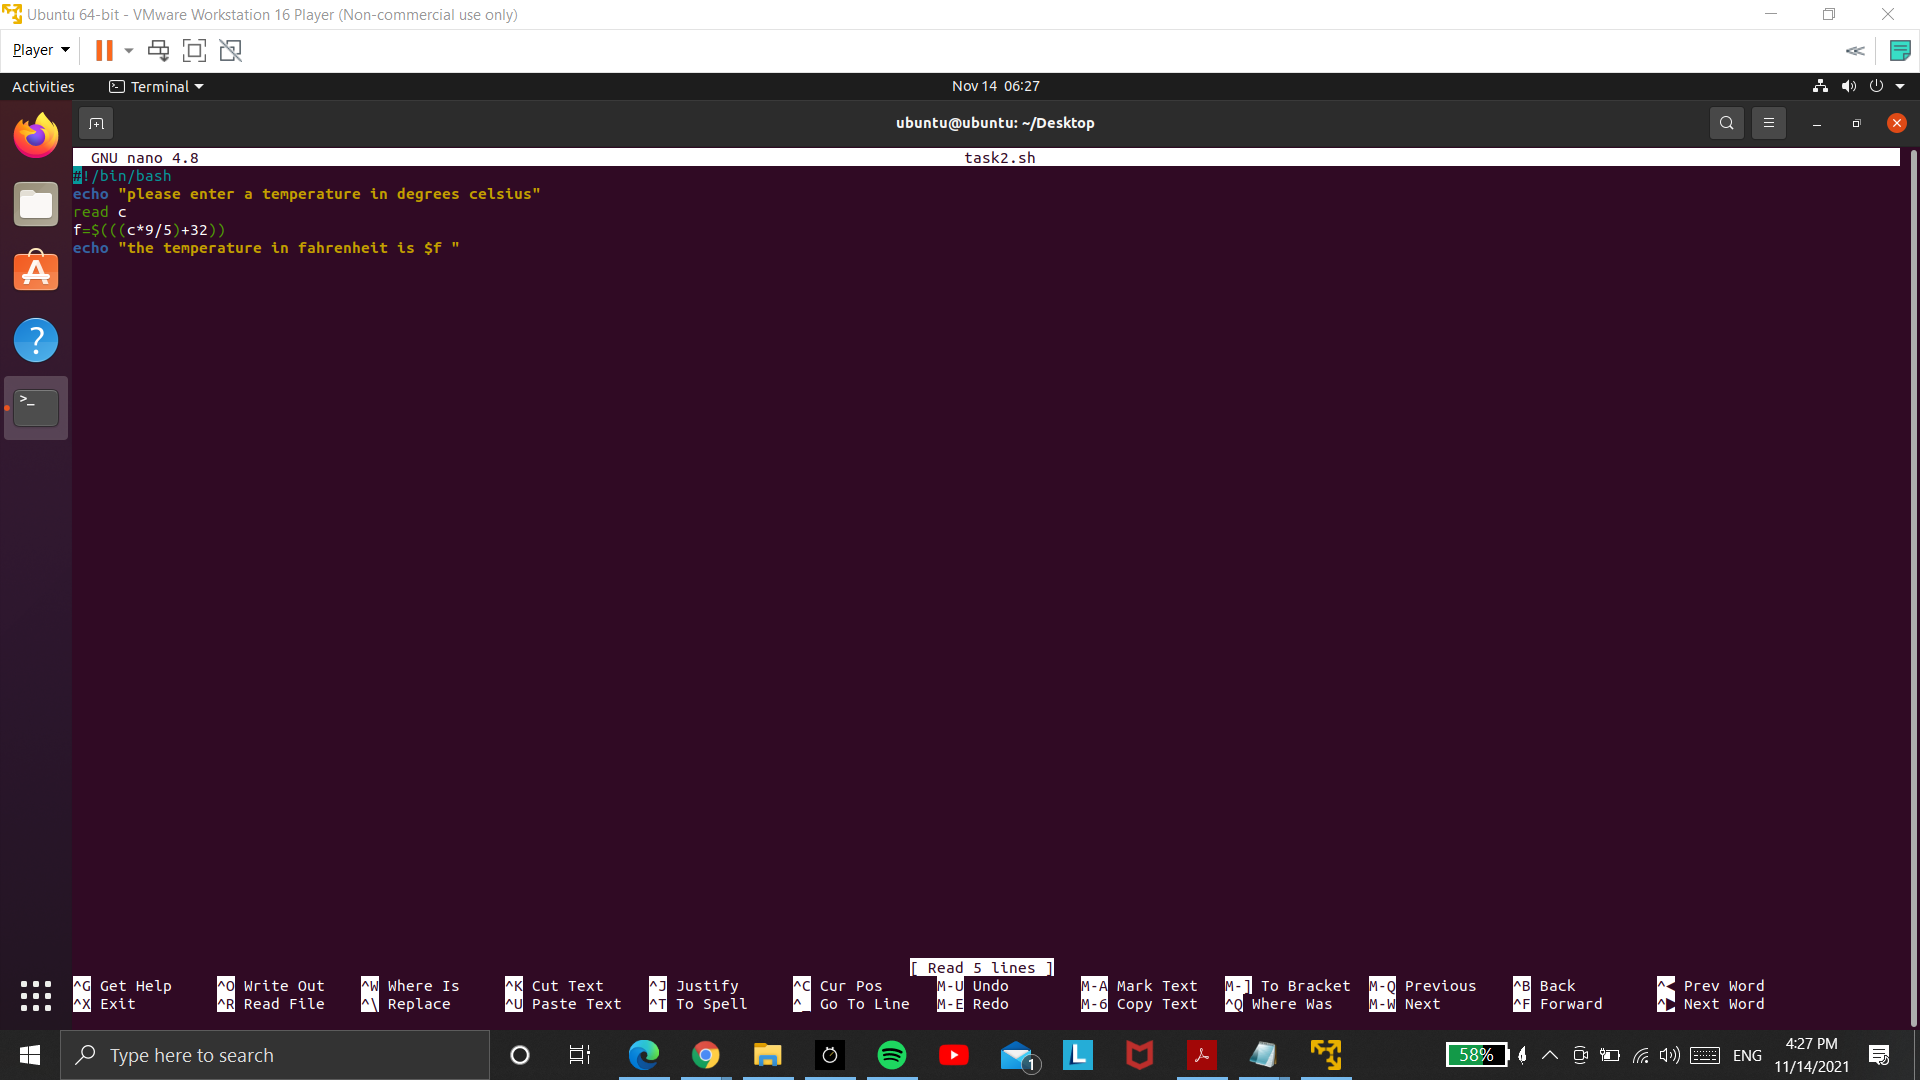 Ubuntu 64-bit - VMware Workstation 16 Player (Non-commercial use only)
Player
Activities
Terminal
Nov 14 06:27
ubuntu@ubuntu: ~/Desktop
GNU nano 4.8
task2.sh
#!/bin/bash
echo "please enter a temperature in degrees celsius"
read c
f=$(((c*9/5)+32))
echo "the temperature in fahrenheit is $f "
[ Read 5 lines ]
^G Get Help ^O Write Out ^W Where Is ^K Cut Text ^J Justify ^C Cur Pos M-U Undo M-A Mark Text M-] To Bracket M-Q Previous ^B Back ^◀ Prev Word
^X Exit ^R Read File ^\ Replace ^U Paste Text ^T To Spell ^_ Go To Line M-E Redo M-6 Copy Text ^Q Where Was M-W Next ^F Forward ^▶ Next Word
Type here to search
1
L
58%
ENG
4:27 PM
11/14/2021